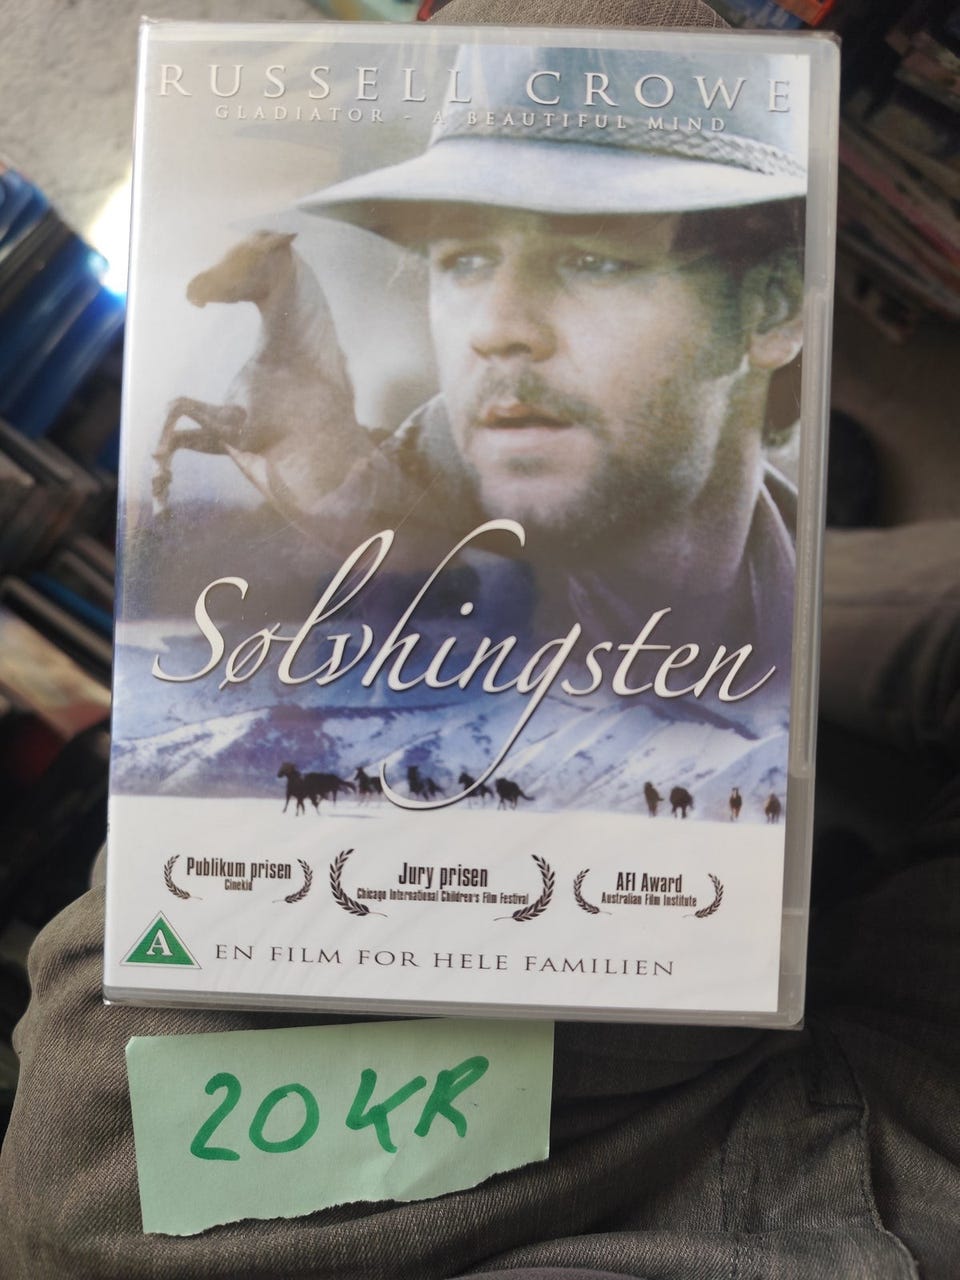 RUSSELL CROWE
GLADIATOR - A BEAUTIFUL MIND
Sølvhingsten
Publikum prisen
Cinekid
Jury prisen
Chicago International Children's Film Festival
AFI Award
Australian Film Institute
A
EN FILM FOR HELE FAMILIEN
20 KR